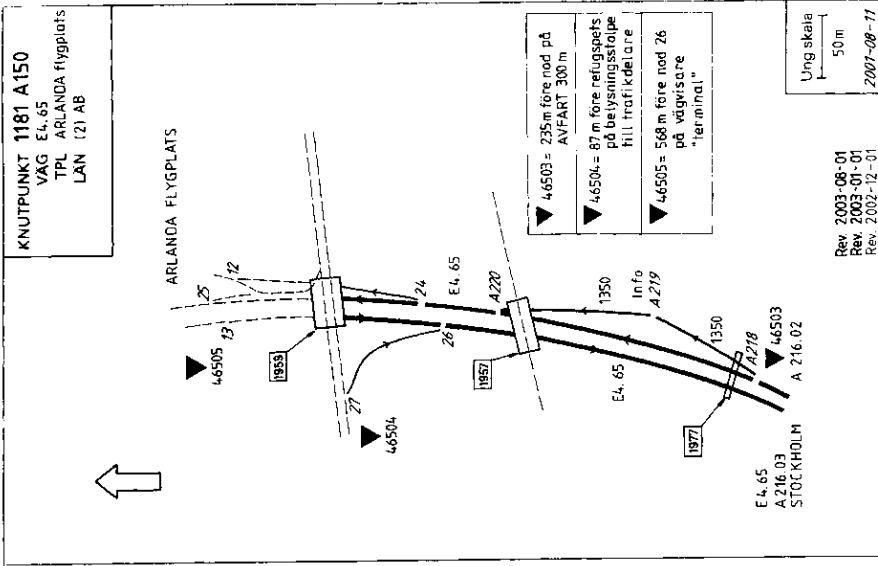 KNUTPUNKT 1181 A150
VÄG E4.65
TPL ARLANDA flygplats
LÄN (2) AB
ARLANDA FLYGPLATS
25
12
13
46505
1959
24
E4.65
27
26
A220
46504
1957
1350
Info
A219
E4.65
1350
1977
A218
46503
A 216.02
E4.65
A 216.03
STOCKHOLM
46503 = 235m före nod på
AVFART 300 m
46504 = 87 m före refugspets
på belysningsstolpe
till trafikdelare
46505 = 568 m före nod 26
på vägvisare
"terminal"
Rev. 2003-08-01
Rev. 2003-01-01
Rev. 2002-12-01
Ung skala
50 m
2001-08-11